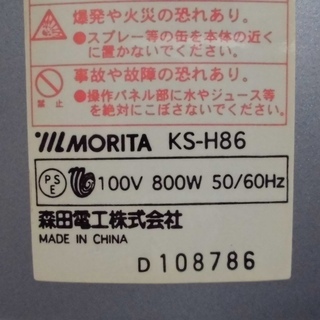 爆発や火災の恐れあり。
●スプレー等の缶を本体の近く
に置かないでください。
事故や故障の恐れあり。
●操作パネル部に水やジュース等
を絶対にこぼさないでください。
MORITA KS-H86
PSE 100V 800W 50/60Hz
森田電工株式会社
MADE IN CHINA
D 108786